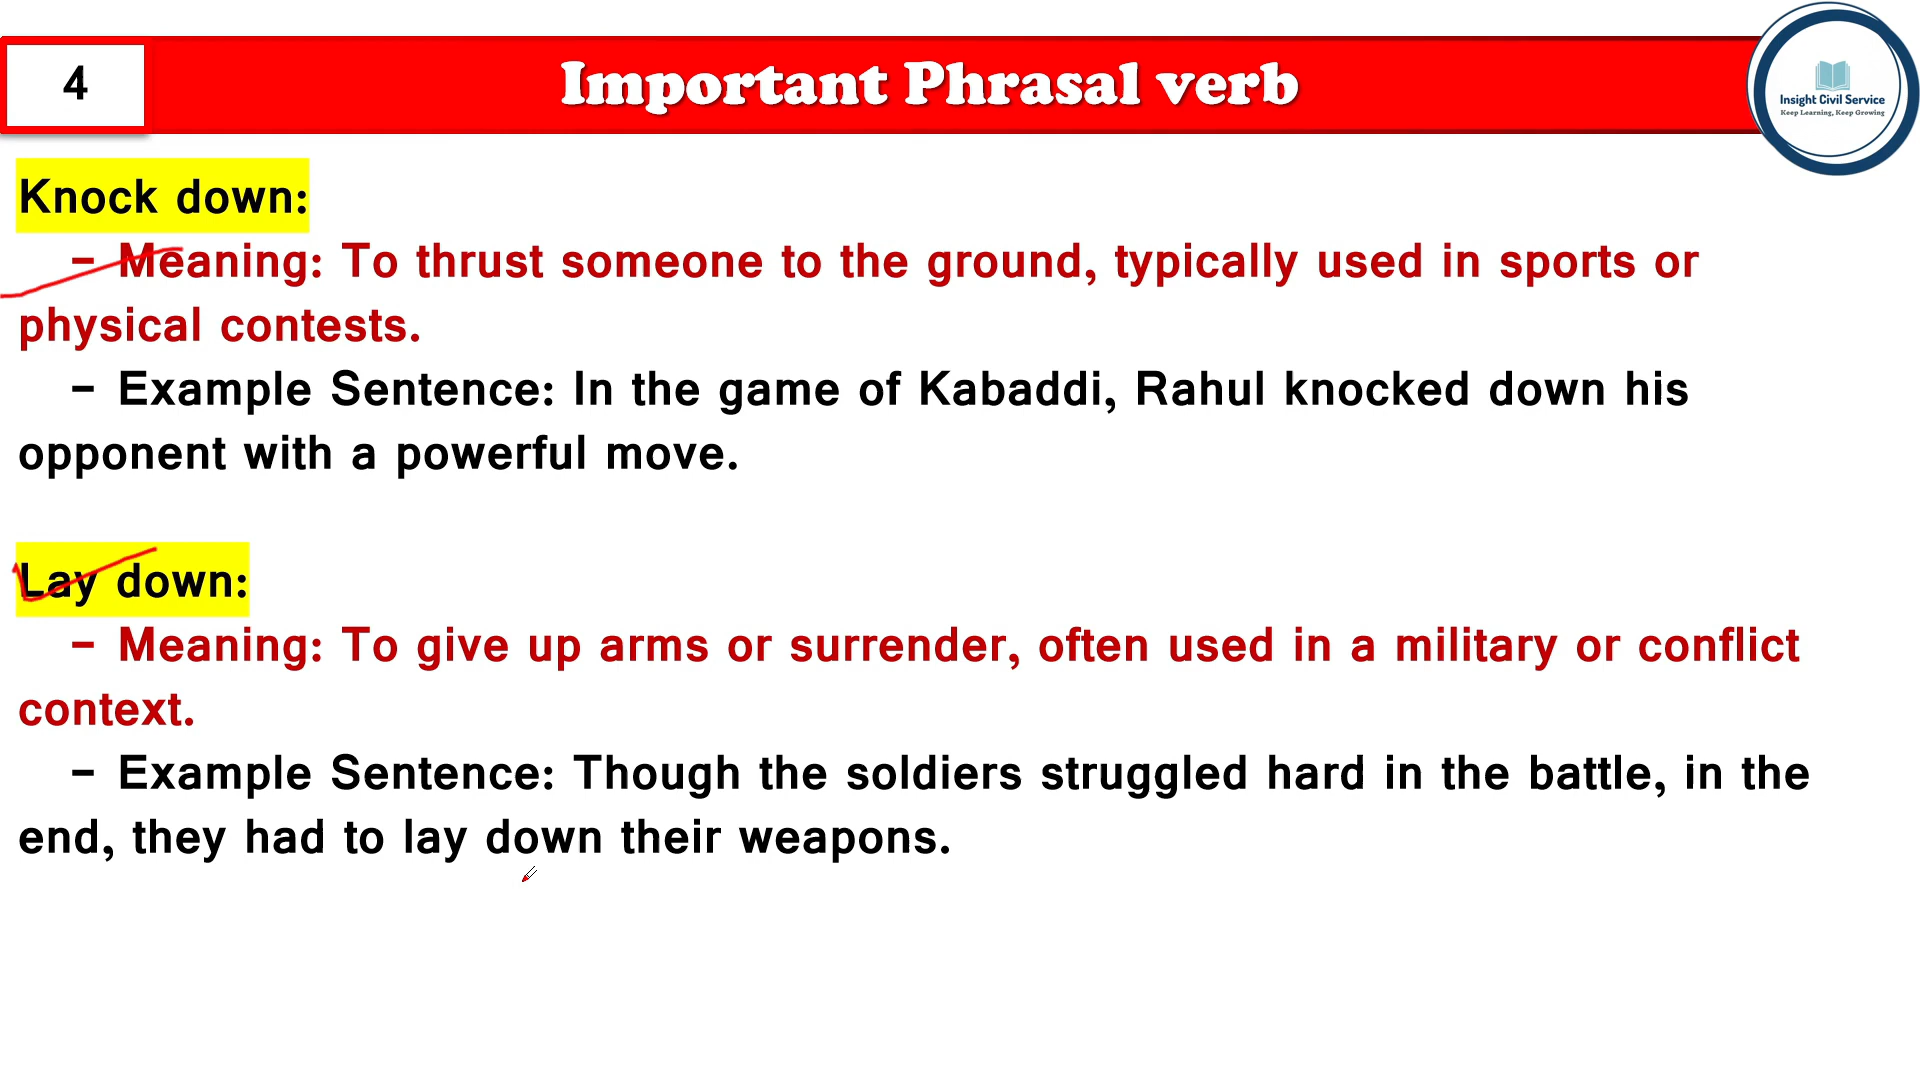 4
Important Phrasal verb
Insight Civil Service
Keep Learning, Keep Growing
Knock down:
- Meaning: To thrust someone to the ground, typically used in sports or
physical contests.
- Example Sentence: In the game of Kabaddi, Rahul knocked down his
opponent with a powerful move.
Lay down:
- Meaning: To give up arms or surrender, often used in a military or conflict
context.
- Example Sentence: Though the soldiers struggled hard in the battle, in the
end, they had to lay down their weapons.